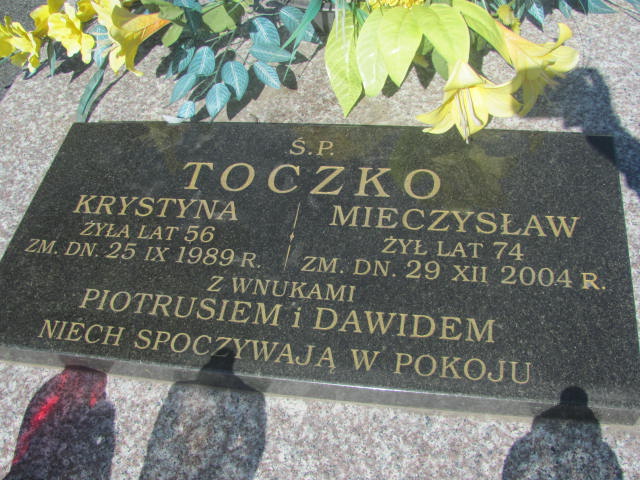 Ś.P.
TOCZKO
KRYSTYNA
ŻYŁA LAT 56
ZM. DN. 25 IX 1989 R.
MIECZYSŁAW
ŻYŁ LAT 74
ZM. DN. 29 XII 2004 R.
Z WNUKAMI
PIOTRUSIEM i DAWIDEM
NIECH SPOCZYWAJĄ W POKOJU